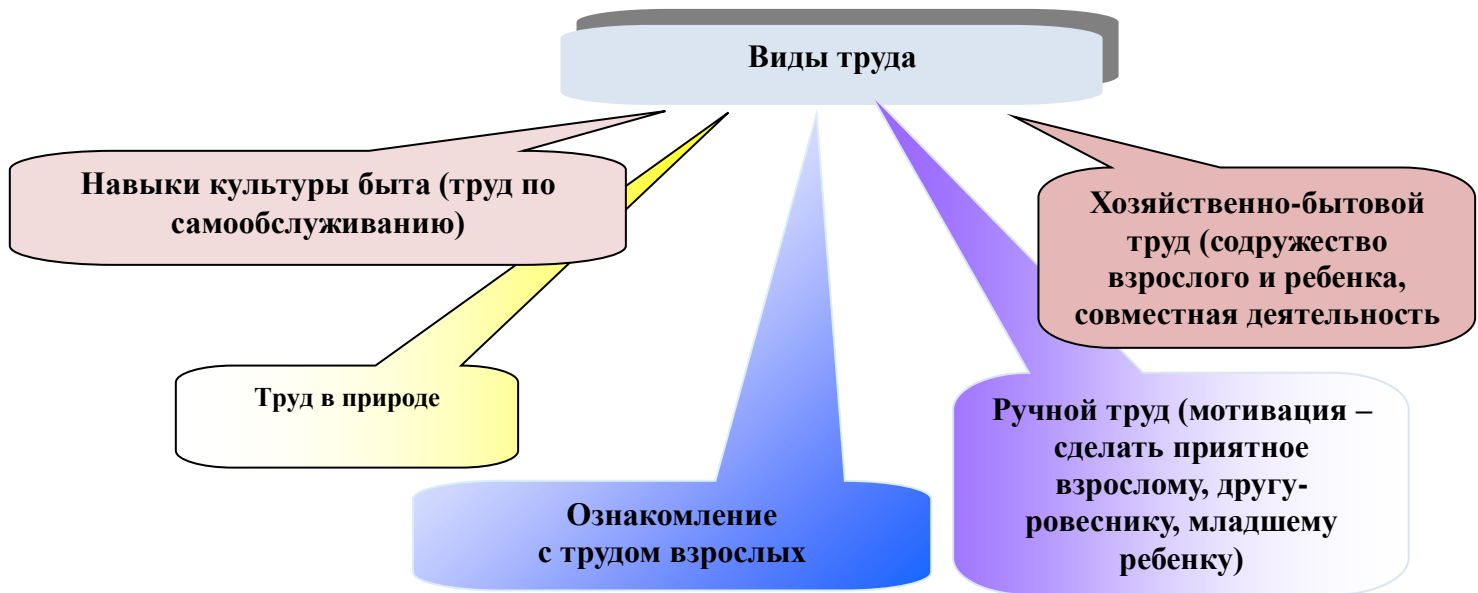 Виды труда
Навыки культуры быта (труд по
самообслуживанию)
Хозяйственно-бытовой
труд (содружество
взрослого и ребенка,
совместная деятельность
Труд в природе
Ручной труд (мотивация –
сделать приятное
взрослому, другу-
ровеснику, младшему
ребенку)
Ознакомление
с трудом взрослых